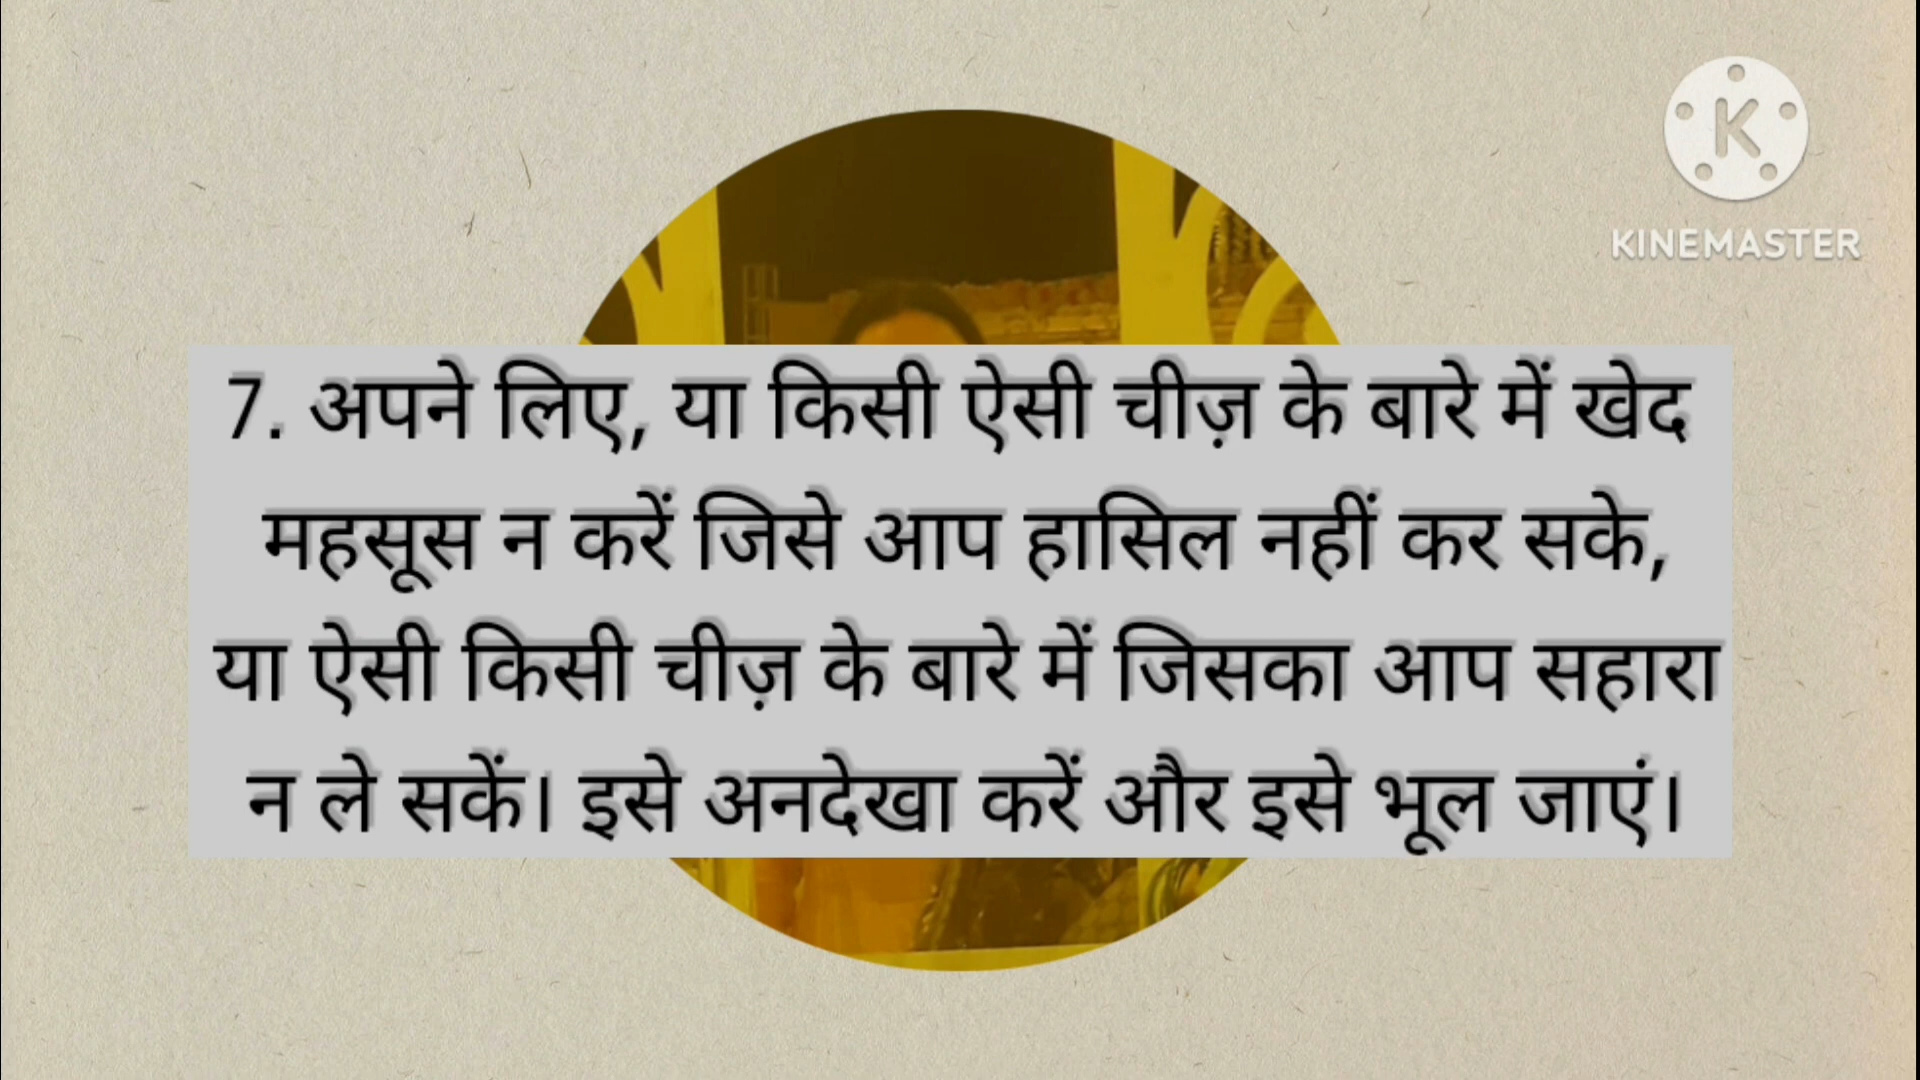 K
KINEMASTER
7. अपने लिए, या किसी ऐसी चीज़ के बारे में खेद
महसूस न करें जिसे आप हासिल नहीं कर सके,
या ऐसी किसी चीज़ के बारे में जिसका आप सहारा
न ले सकें। इसे अनदेखा करें और इसे भूल जाएं।